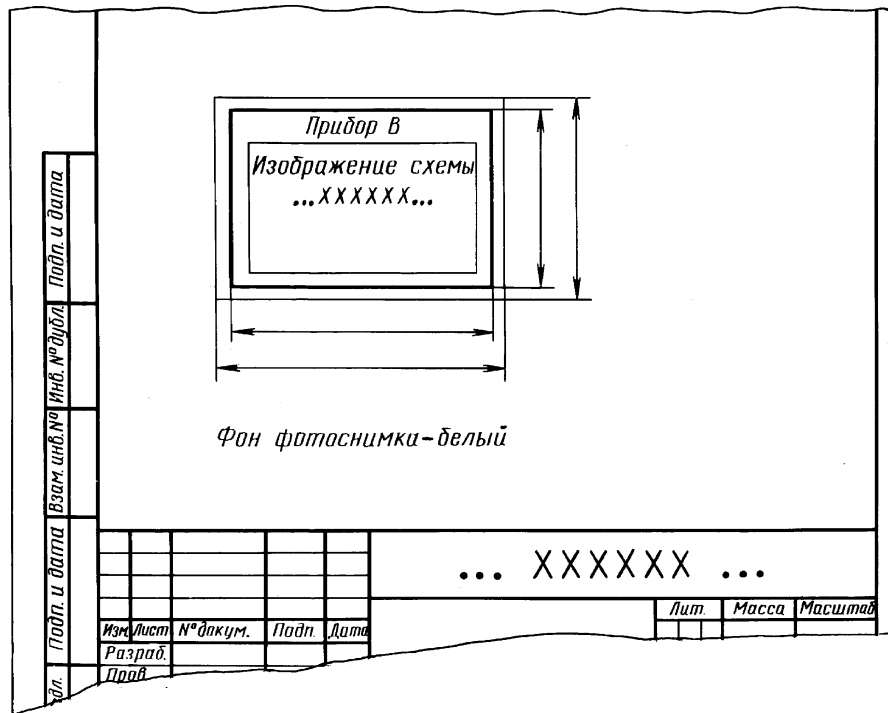 Прибор В
Изображение схемы
...XXXXXX...
Фон фотоснимка-белый
Подп. и дата
Инв. № дубл.
Взам. инв. №
Подп. и дата
... XXXXXX ...
Лит. Масса Масштаб
Изм. Лист № докум. Подп. Дата
Разраб.
Пров